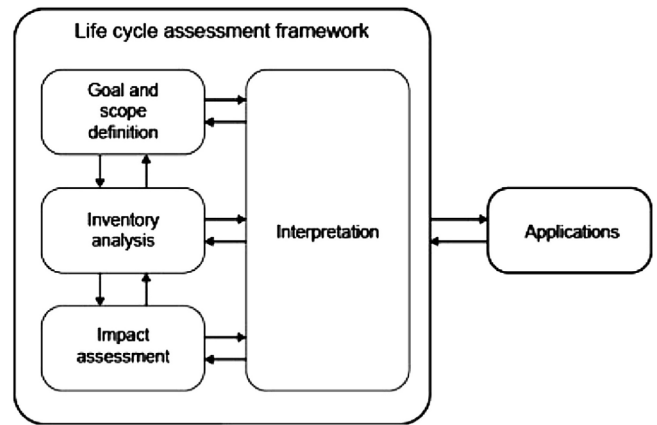 Life cycle assessment framework
Goal and
scope
definition
Inventory
analysis
Interpretation
Applications
Impact
assessment